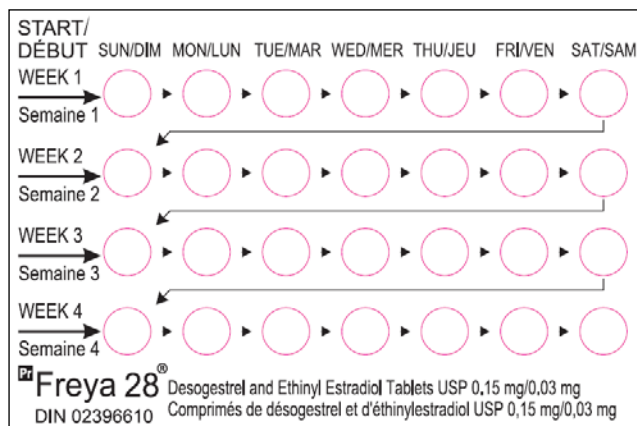 START/
DÉBUT SUN/DIM MON/LUN TUE/MAR WED/MER THU/JEU FRI/VEN SAT/SAM
WEEK 1
Semaine 1
WEEK 2
Semaine 2
WEEK 3
Semaine 3
WEEK 4
Semaine 4
Pr Freya 28® Desogestrel and Ethinyl Estradiol Tablets USP 0.15 mg/0.03 mg
DIN 02396610 Comprimés de désogestrel et d'éthinylestradiol USP 0,15 mg/0,03 mg